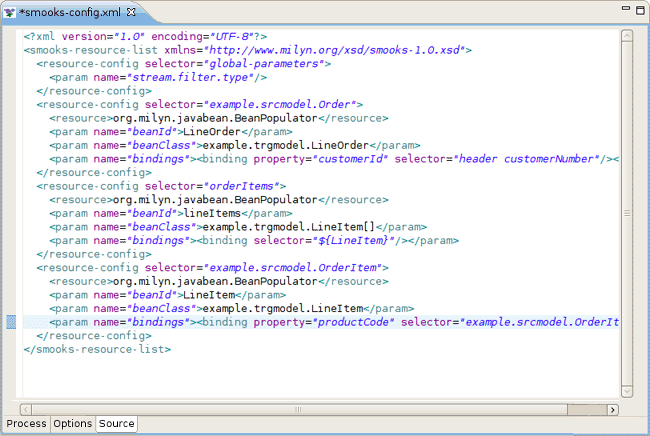 *smooks-config.xml
<?xml version="1.0" encoding="UTF-8"?>
<smooks-resource-list xmlns="http://www.milyn.org/xsd/smooks-1.0.xsd">
<resource-config selector="global-parameters">
<param name="stream.filter.type"/>
</resource-config>
<resource-config selector="example.srcmodel.Order">
<resource>org.milyn.javabean.BeanPopulator</resource>
<param name="beanId">LineOrder</param>
<param name="beanClass">example.trgmodel.LineOrder</param>
<param name="bindings"><binding property="customerId" selector="header customerNumber"/><
</resource-config>
<resource-config selector="orderItems">
<resource>org.milyn.javabean.BeanPopulator</resource>
<param name="beanId">lineItems</param>
<param name="beanClass">example.trgmodel.LineItem[]</param>
<param name="bindings"><binding selector="${LineItem}"/></param>
</resource-config>
<resource-config selector="example.srcmodel.OrderItem">
<resource>org.milyn.javabean.BeanPopulator</resource>
<param name="beanId">LineItem</param>
<param name="beanClass">example.trgmodel.LineItem</param>
<param name="bindings"><binding property="productCode" selector="example.srcmodel.OrderIt
</resource-config>
</smooks-resource-list>
Process Options Source